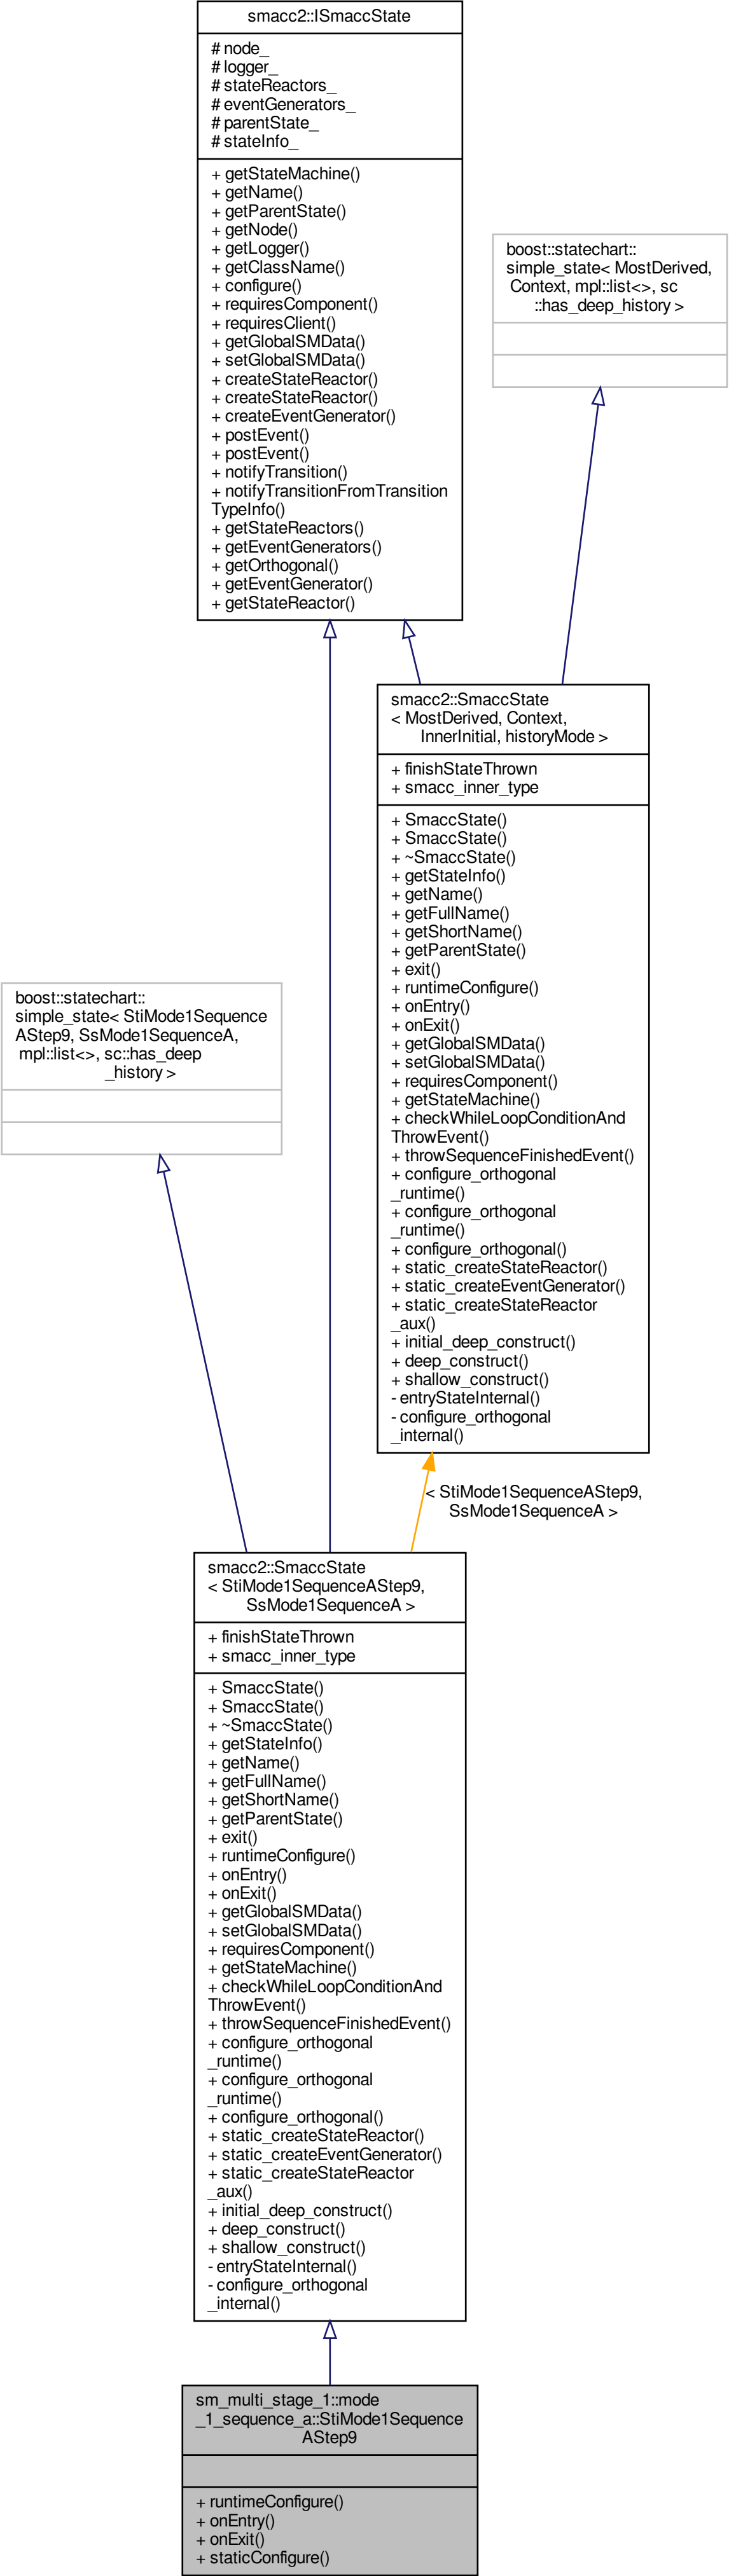 smacc2::ISmaccState
# node_
# logger_
# stateReactors_
# eventGenerators_
# parentState_
# stateInfo_
+ getStateMachine()
+ getName()
+ getParentState()
+ getNode()
+ getLogger()
+ getClassName()
+ configure()
+ requiresComponent()
+ requiresClient()
+ getGlobalSMData()
+ setGlobalSMData()
+ createStateReactor()
+ createStateReactor()
+ createEventGenerator()
+ postEvent()
+ postEvent()
+ notifyTransition()
+ notifyTransitionFromTransition
TypeInfo()
+ getStateReactors()
+ getEventGenerators()
+ getOrthogonal()
+ getEventGenerator()
+ getStateReactor()
boost::statechart::
simple_state< MostDerived,
Context, mpl::list<>, sc
::has_deep_history >
smacc2::SmaccState
< MostDerived, Context,
InnerInitial, historyMode >
+ finishStateThrown
+ smacc_inner_type
+ SmaccState()
+ SmaccState()
+ ~SmaccState()
+ getStateInfo()
+ getName()
+ getFullName()
+ getShortName()
+ getParentState()
+ exit()
+ runtimeConfigure()
+ onEntry()
+ onExit()
+ getGlobalSMData()
+ setGlobalSMData()
+ requiresComponent()
+ getStateMachine()
+ checkWhileLoopConditionAnd
ThrowEvent()
+ throwSequenceFinishedEvent()
+ configure_orthogonal
_runtime()
+ configure_orthogonal
_runtime()
+ configure_orthogonal()
+ static_createStateReactor()
+ static_createEventGenerator()
+ static_createStateReactor
_aux()
+ initial_deep_construct()
+ deep_construct()
+ shallow_construct()
- entryStateInternal()
- configure_orthogonal
_internal()
boost::statechart::
simple_state< StiMode1Sequence
AStep9, SsMode1SequenceA,
mpl::list<>, sc::has_deep
_history >
< StiMode1SequenceAStep9,
SsMode1SequenceA >
smacc2::SmaccState
< StiMode1SequenceAStep9,
SsMode1SequenceA >
+ finishStateThrown
+ smacc_inner_type
+ SmaccState()
+ SmaccState()
+ ~SmaccState()
+ getStateInfo()
+ getName()
+ getFullName()
+ getShortName()
+ getParentState()
+ exit()
+ runtimeConfigure()
+ onEntry()
+ onExit()
+ getGlobalSMData()
+ setGlobalSMData()
+ requiresComponent()
+ getStateMachine()
+ checkWhileLoopConditionAnd
ThrowEvent()
+ throwSequenceFinishedEvent()
+ configure_orthogonal
_runtime()
+ configure_orthogonal
_runtime()
+ configure_orthogonal()
+ static_createStateReactor()
+ static_createEventGenerator()
+ static_createStateReactor
_aux()
+ initial_deep_construct()
+ deep_construct()
+ shallow_construct()
- entryStateInternal()
- configure_orthogonal
_internal()
sm_multi_stage_1::mode
_1_sequence_a::StiMode1Sequence
AStep9
+ runtimeConfigure()
+ onEntry()
+ onExit()
+ staticConfigure()